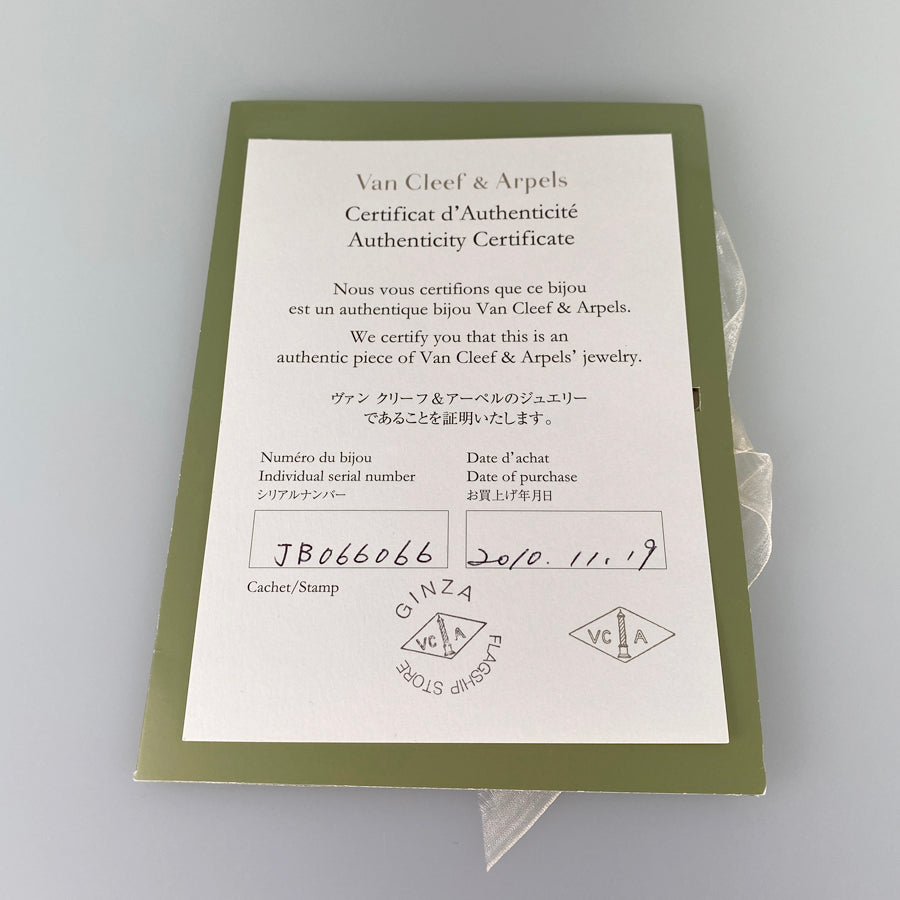 Van Cleef & Arpels
Certificat d'Authenticité
Authenticity Certificate
Nous vous certifions que ce bijou
est un authentique bijou Van Cleef & Arpels.
We certify you that this is an
authentic piece of Van Cleef & Arpels' jewelry.
ヴァン クリーフ&アーペルのジュエリー
であることを証明いたします。
Numéro du bijou
Individual serial number
シリアルナンバー
JB066066
Date d'achat
Date of purchase
お買上げ年月日
2010. 11. 19
Cachet/Stamp
GINZA
VC A
FLAGSHIP STORE
VC A